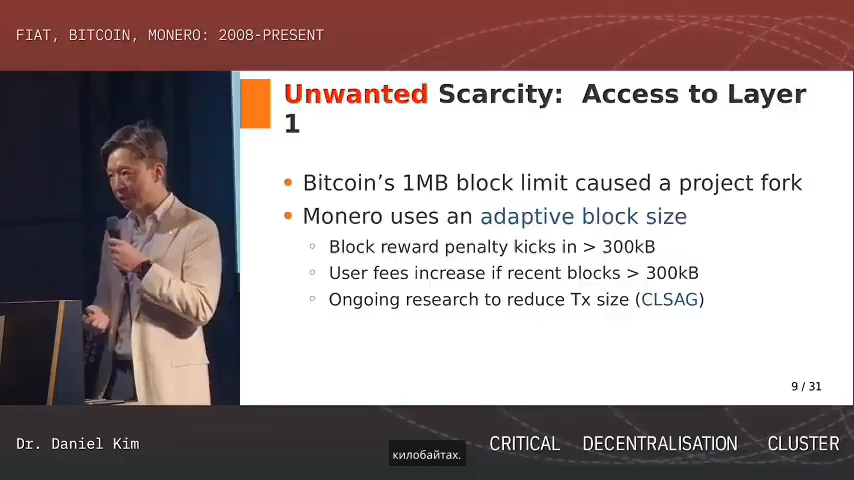 FIAT, BITCOIN, MONERO: 2008-PRESENT
Unwanted Scarcity: Access to Layer
1
• Bitcoin’s 1MB block limit caused a project fork
• Monero uses an adaptive block size
◦ Block reward penalty kicks in > 300kB
◦ User fees increase if recent blocks > 300kB
◦ Ongoing research to reduce Tx size (CLSAG)
9 / 31
Dr. Daniel Kim
CRITICAL DECENTRALISATION CLUSTER
килобайтах.